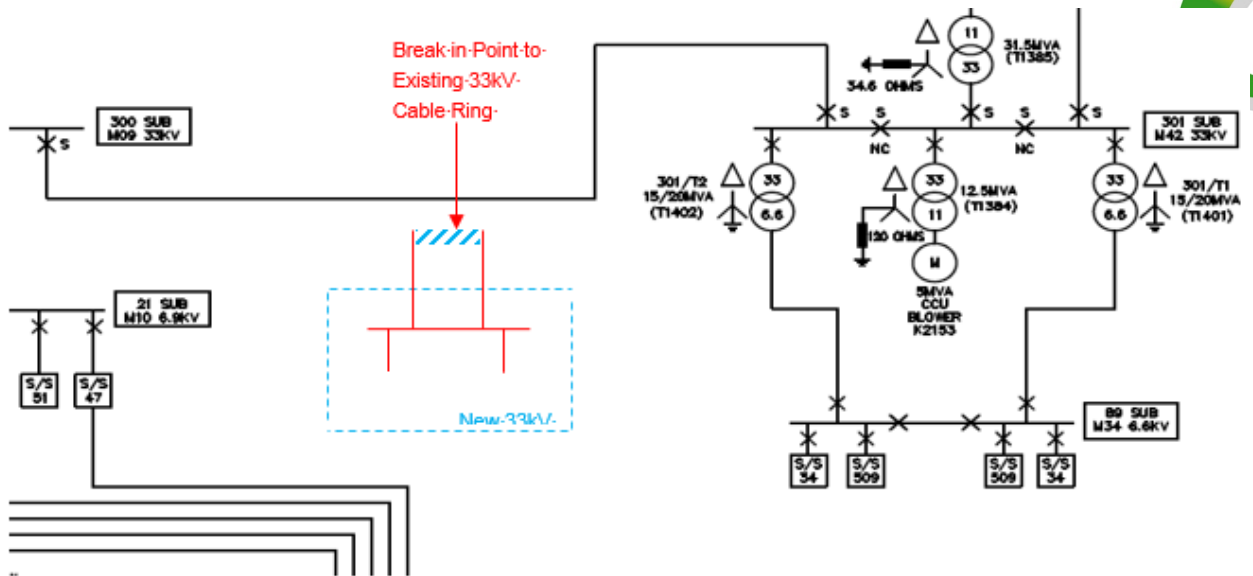 Break-in-Point-to-
Existing-33kV-
Cable-Ring-
11
33
31.5MVA
(T1385)
34.6 OHMS
300 SUB
M09 33KV
S
S
S
S
S
S
NC
NC
301 SUB
M42 33KV
301/T2
15/20MVA
(T1402)
33
6.6
33
11
12.5MVA
(T1384)
120 OHMS
M
5MVA
CCU
BLOWER
K2153
33
6.6
301/T1
15/20MVA
(T1401)
21 SUB
M10 6.9KV
S/S
51
S/S
47
New-33kV-
89 SUB
M34 6.6KV
S/S
34
S/S
509
S/S
509
S/S
34